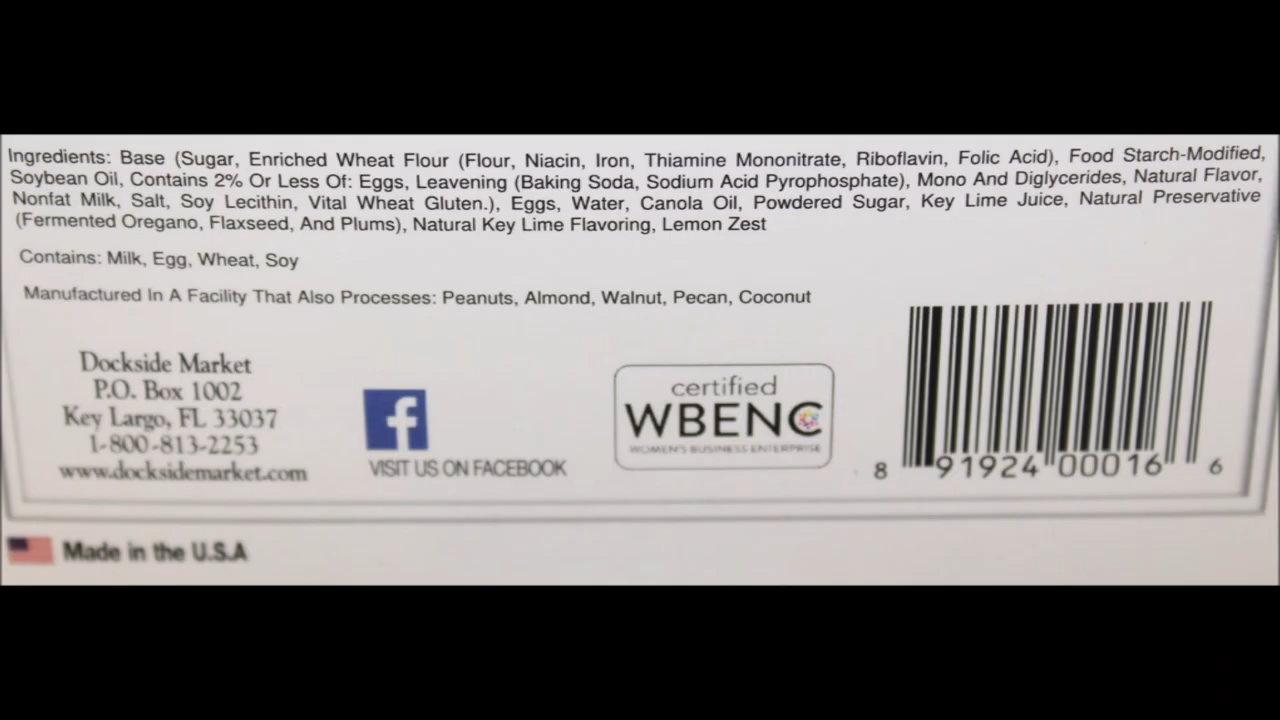 Ingredients: Base (Sugar, Enriched Wheat Flour (Flour, Niacin, Iron, Thiamine Mononitrate, Riboflavin, Folic Acid), Food Starch-Modified,
Soybean Oil, Contains 2% Or Less Of: Eggs, Leavening (Baking Soda, Sodium Acid Pyrophosphate), Mono And Diglycerides, Natural Flavor,
Nonfat Milk, Salt, Soy Lecithin, Vital Wheat Gluten.), Eggs, Water, Canola Oil, Powdered Sugar, Key Lime Juice, Natural Preservative
(Fermented Oregano, Flaxseed, And Plums), Natural Key Lime Flavoring, Lemon Zest
Contains: Milk, Egg, Wheat, Soy
Manufactured In A Facility That Also Processes: Peanuts, Almond, Walnut, Pecan, Coconut
Dockside Market
P.O. Box 1002
Key Largo, FL 33037
1-800-813-2253
www.docksidemarket.com
f
VISIT US ON FACEBOOK
certified
WBENC
WOMEN'S BUSINESS ENTERPRISE
8 91924 00016 6
Made in the U.S.A